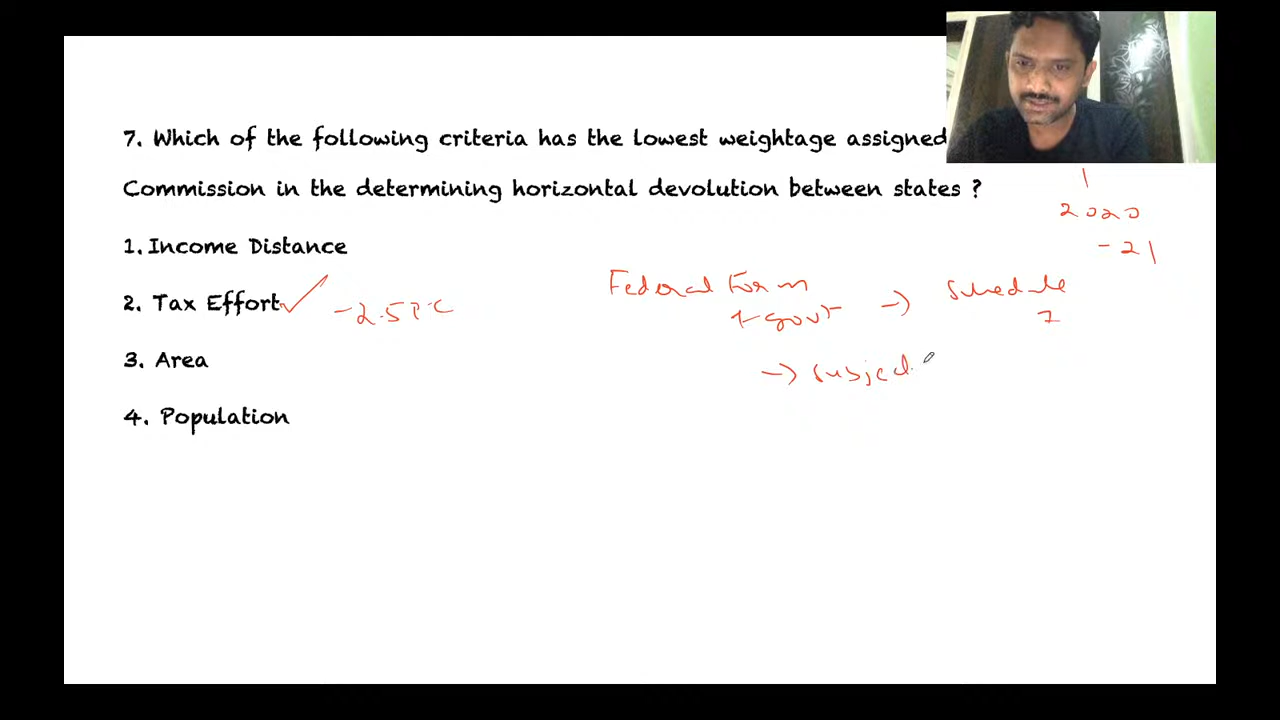 7. Which of the following criteria has the lowest weightage assigned
Commission in the determining horizontal devolution between states ?
2020
-21
1. Income Distance
2. Tax Effort ✓ -2.5 P.C
Federal Form
Govt → Schedule
7
→ subject
3. Area
4. Population